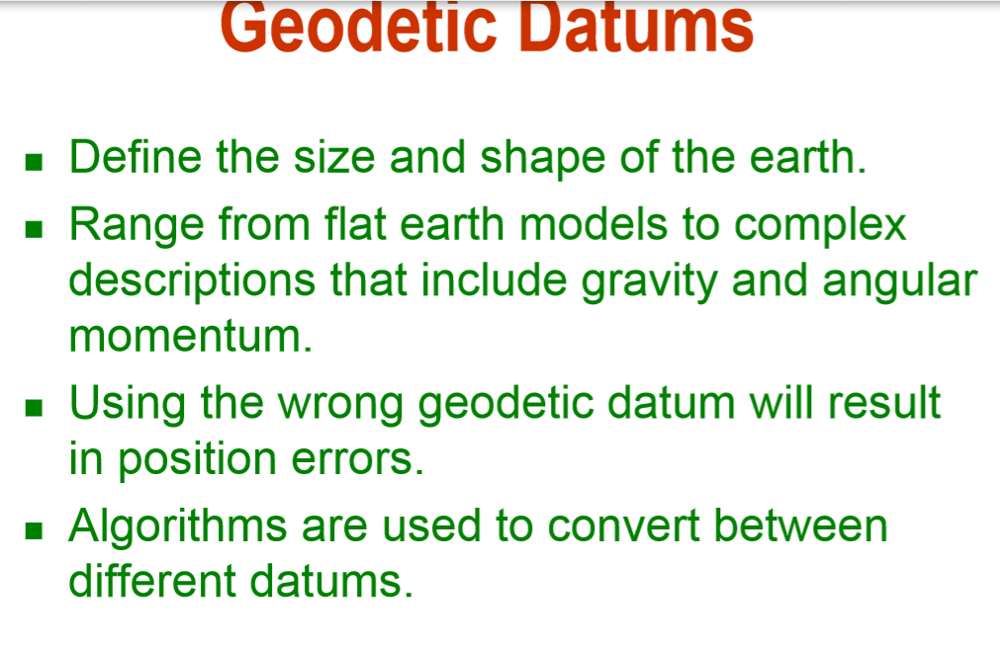 Geodetic Datums
Define the size and shape of the earth.
Range from flat earth models to complex
descriptions that include gravity and angular
momentum.
Using the wrong geodetic datum will result
in position errors.
Algorithms are used to convert between
different datums.